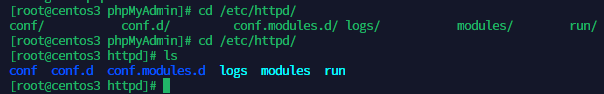 [root@centos3 phpMyAdmin]# cd /etc/httpd/
conf/ conf.d/ conf.modules.d/ logs/ modules/ run/
[root@centos3 phpMyAdmin]# cd /etc/httpd/
[root@centos3 httpd]# ls
conf conf.d conf.modules.d logs modules run
[root@centos3 httpd]#